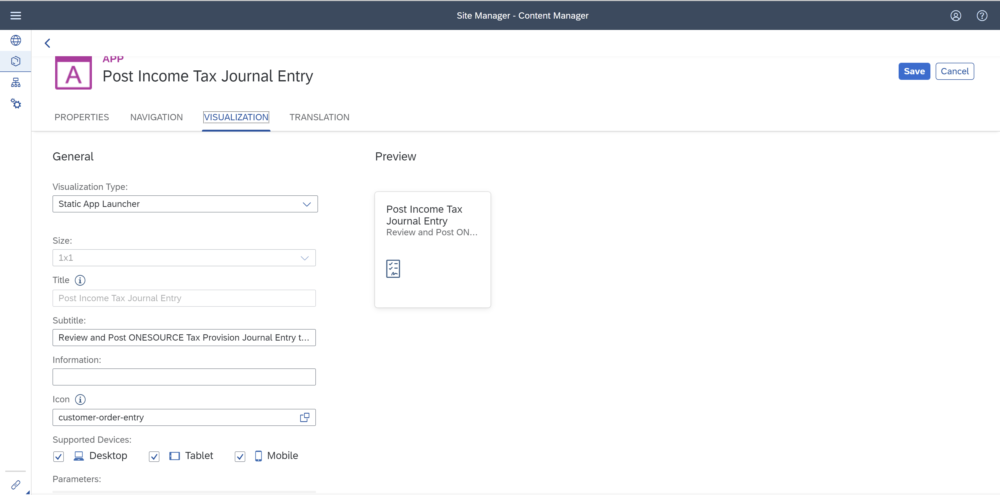 Site Manager - Content Manager
APP
A
Post Income Tax Journal Entry
Save
Cancel
PROPERTIES
NAVIGATION
VISUALIZATION
TRANSLATION
General
Visualization Type:
Static App Launcher
Size:
1x1
Title
Post Income Tax Journal Entry
Subtitle:
Review and Post ONESOURCE Tax Provision Journal Entry t...
Information:
Icon
customer-order-entry
Supported Devices:
Desktop
Tablet
Mobile
Parameters:
Preview
Post Income Tax
Journal Entry
Review and Post ON...